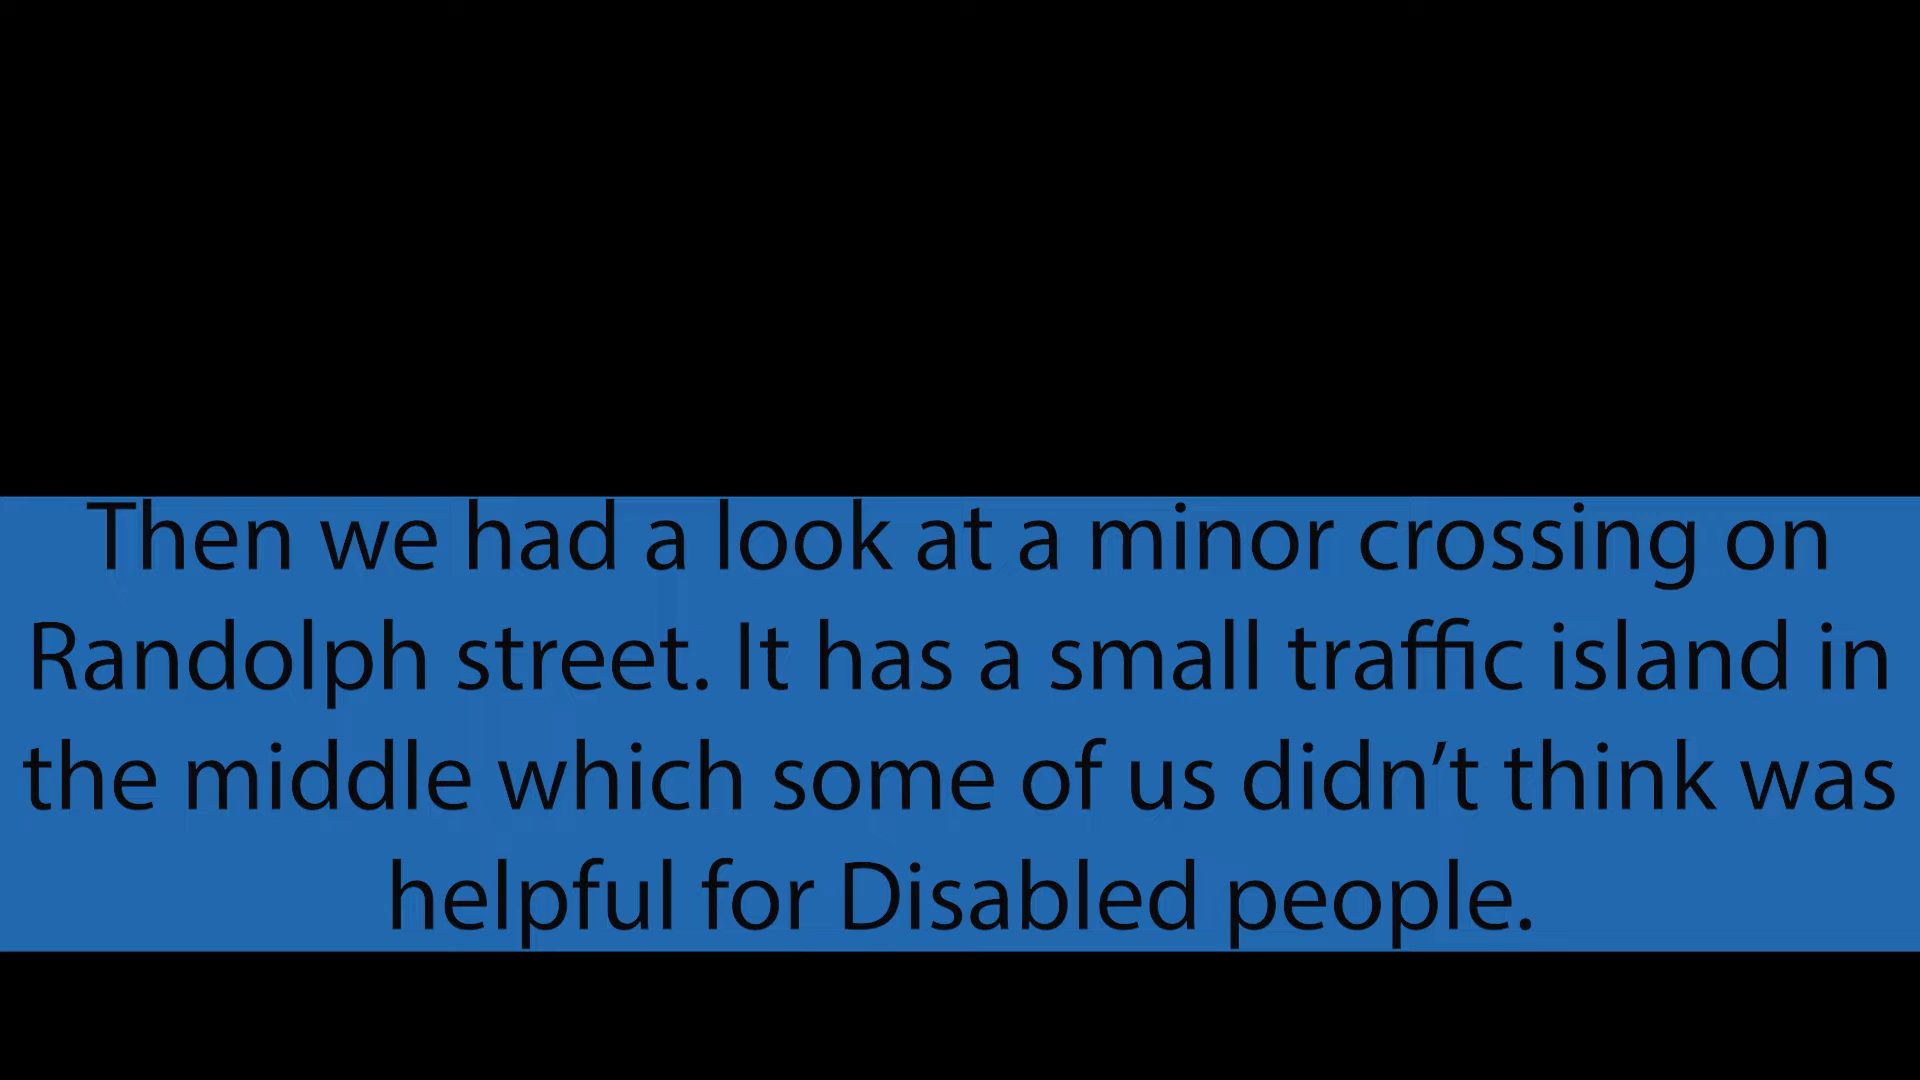 Then we had a look at a minor crossing on
Randolph street. It has a small traffic island in
the middle which some of us didn’t think was
helpful for Disabled people.